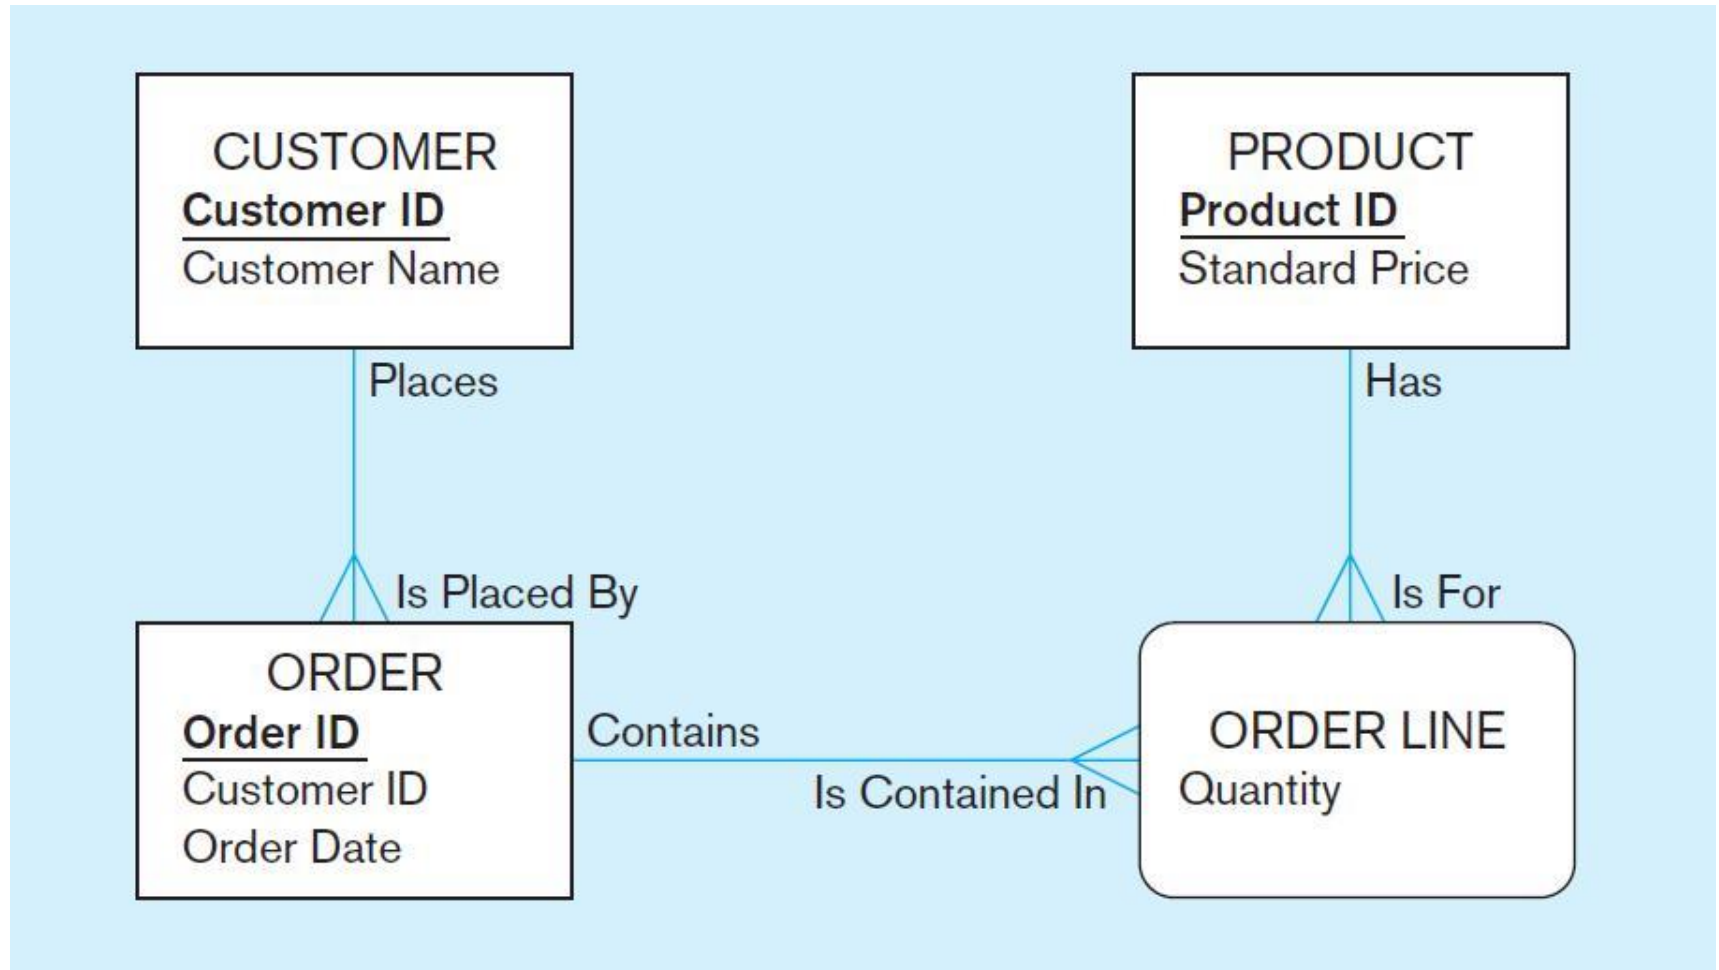 CUSTOMER
Customer ID
Customer Name
PRODUCT
Product ID
Standard Price
Places
Has
Is Placed By
Is For
ORDER
Order ID
Customer ID
Order Date
Contains
Is Contained In
ORDER LINE
Quantity